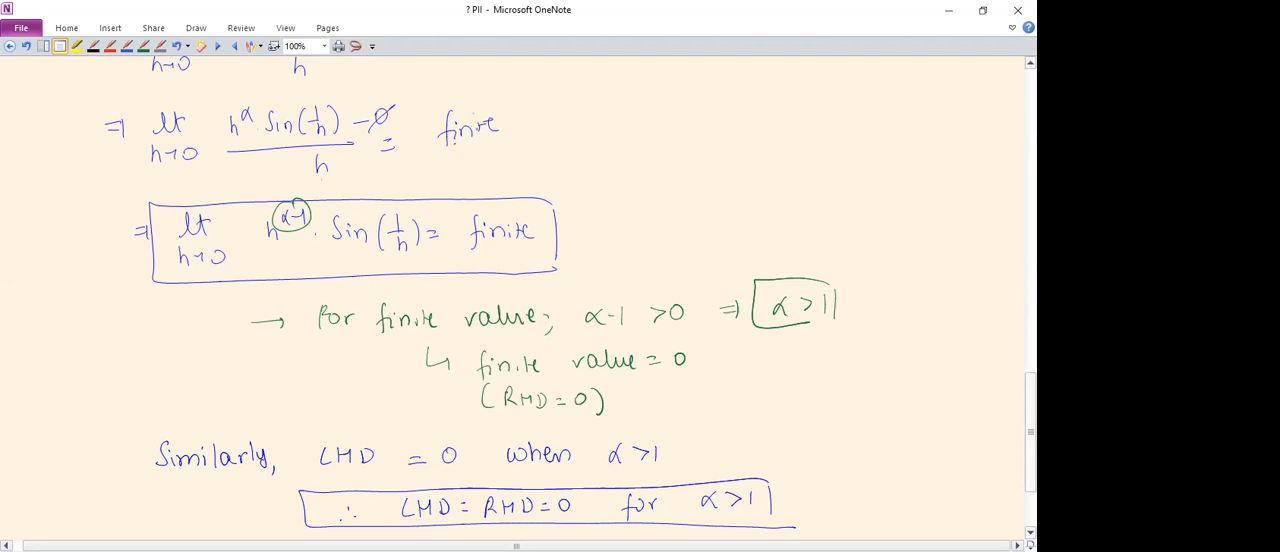 ? PII - Microsoft OneNote
File Home Insert Share Draw Review View Pages
100%
h→0 h
⇒ lt h→0 (h^α · Sin(1/h) - 0)/h = finite
⇒ lt h→0 h^(α-1) · Sin(1/h) = finite
→ For finite value; α-1 >0 ⇒ α >1
↳ finite value = 0
(RHD = 0)
Similarly, LHD = 0 when α >1
∴ LHD = RHD = 0 for α >1